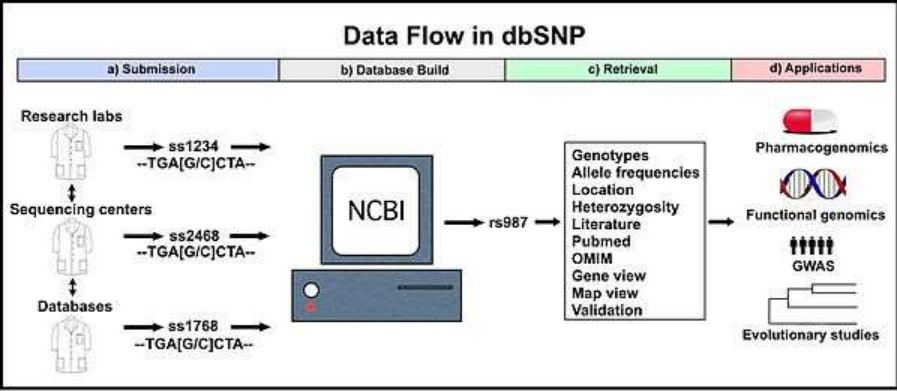 Data Flow in dbSNP
a) Submission
b) Database Build
c) Retrieval
d) Applications
Research labs
ss1234
--TGA[G/C]CTA--
Sequencing centers
ss2468
--TGA[G/C]CTA--
Databases
ss1768
--TGA[G/C]CTA--
NCBI
rs987
Genotypes
Allele frequencies
Location
Heterozygosity
Literature
Pubmed
OMIM
Gene view
Map view
Validation
Pharmacogenomics
Functional genomics
GWAS
Evolutionary studies